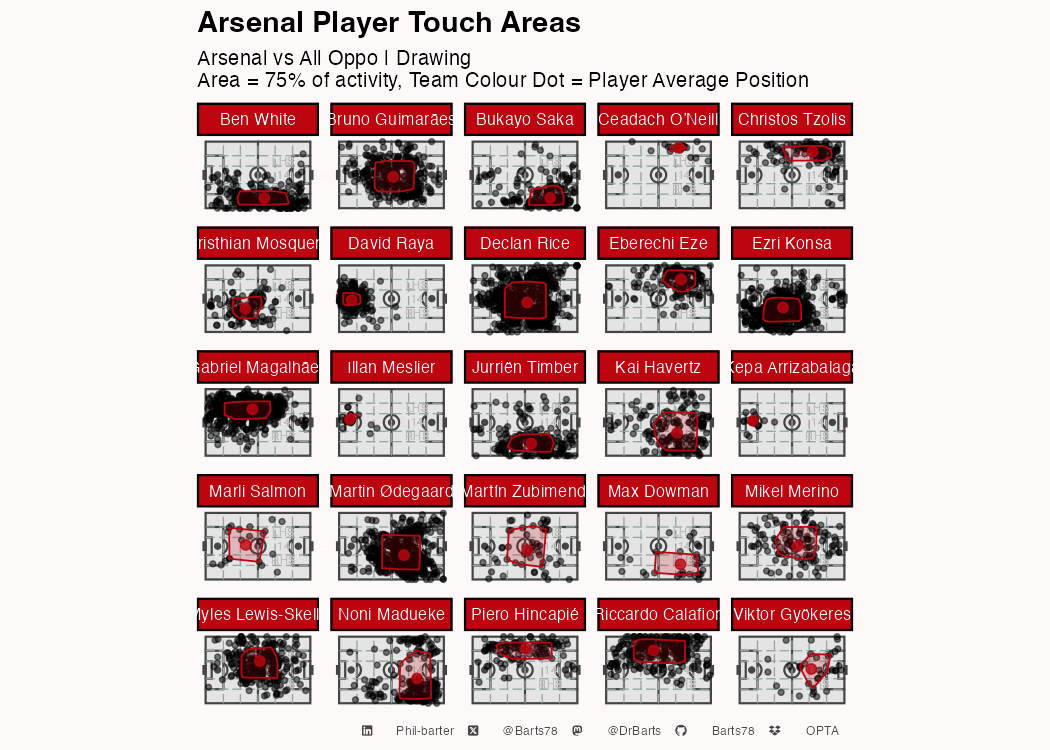 Arsenal Player Touch Areas
Arsenal vs All Oppo | Drawing
Area = 75% of activity, Team Colour Dot = Player Average Position
Ben White
Bruno Guimarães
Bukayo Saka
Ceadach O'Neill
Christos Tzolis
risthian Mosquer
David Raya
Declan Rice
Eberechi Eze
Ezri Konsa
Gabriel Magalhãe
Illan Meslier
Jurriën Timber
Kai Havertz
Kepa Arrizabalaga
Marli Salmon
Martin Ødegaard
Martín Zubimend
Max Dowman
Mikel Merino
Myles Lewis-Skell
Noni Madueke
Piero Hincapié
Riccardo Calafior
Viktor Gyökeres
Phil-barter @Barts78 @DrBarts Barts78 OPTA